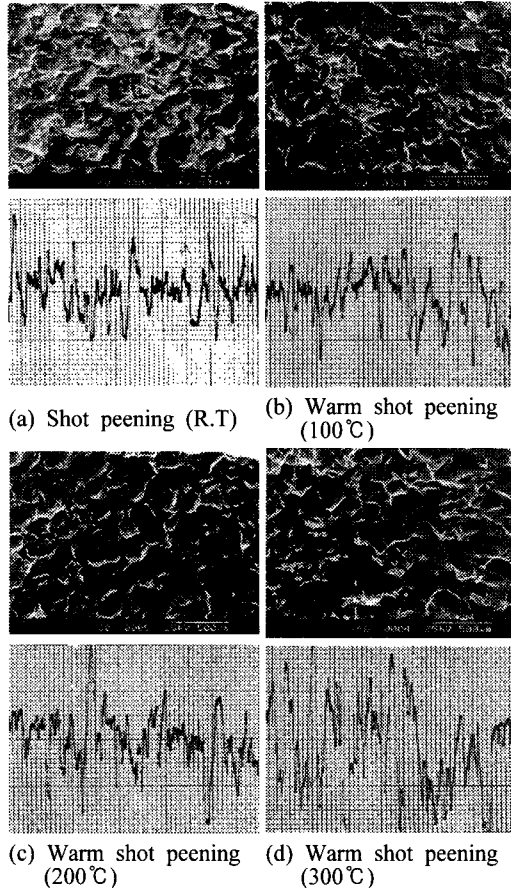 (a) Shot peening (R.T)
(b) Warm shot peening
(100℃)
(c) Warm shot peening
(200℃)
(d) Warm shot peening
(300℃)